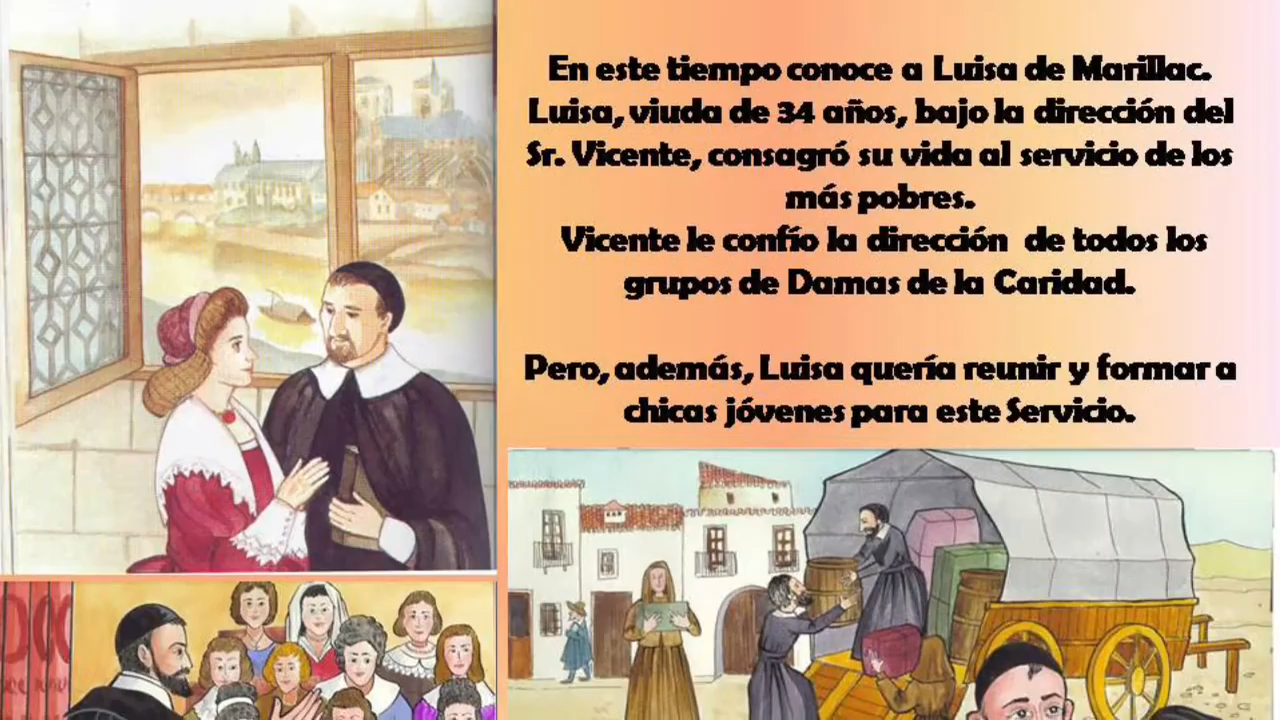 En este tiempo conoce a Luisa de Marillac.
Luisa, viuda de 34 años, bajo la dirección del
Sr. Vicente, consagró su vida al servicio de los
más pobres.
Vicente le confío la dirección de todos los
grupos de Damas de la Caridad.
Pero, además, Luisa quería reunir y formar a
chicas jóvenes para este Servicio.